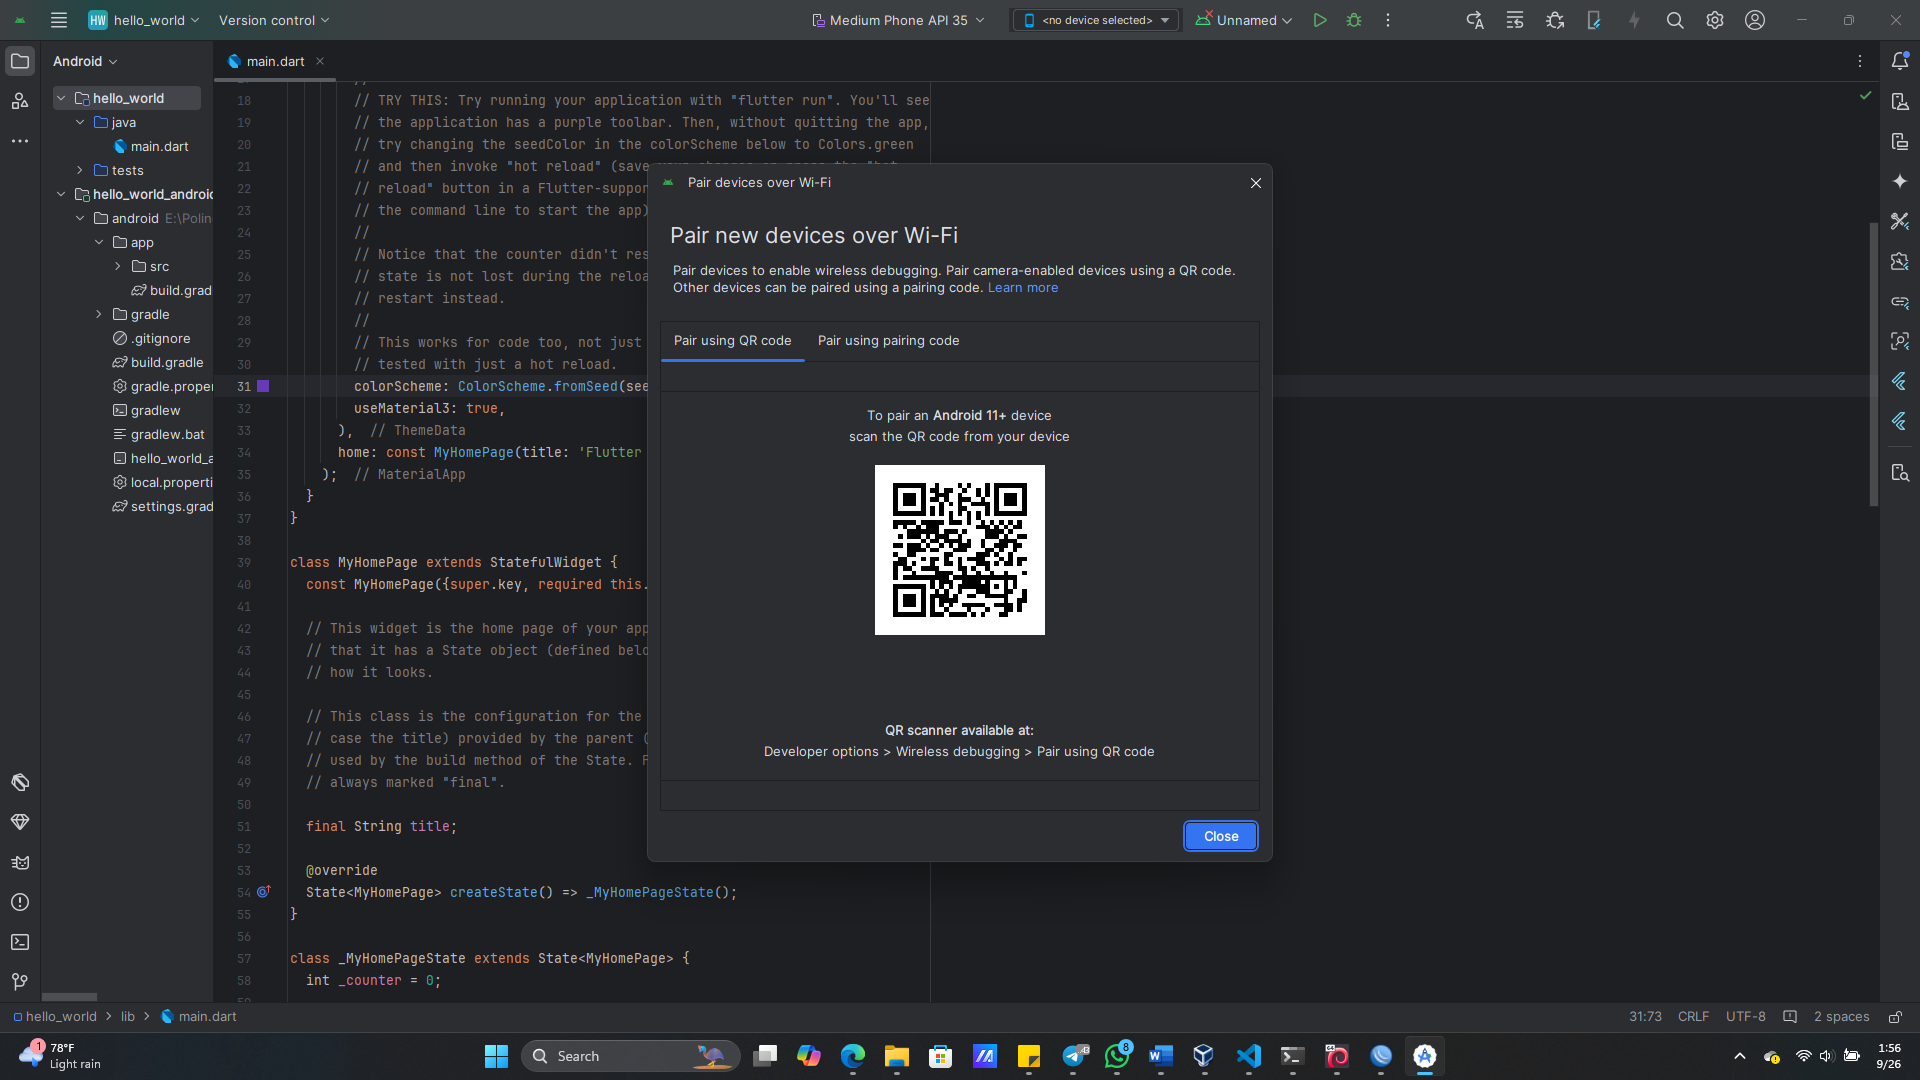 HW hello_world
Version control
Medium Phone API 35
<no device selected>
Unnamed
Android
main.dart
hello_world
java
main.dart
tests
hello_world_android
android E:\Polin
app
src
build.grad
gradle
.gitignore
build.gradle
gradle.proper
gradlew
gradlew.bat
hello_world_a
local.properti
settings.grad
18 // TRY THIS: Try running your application with "flutter run". You'll see
19 // the application has a purple toolbar. Then, without quitting the app,
20 // try changing the seedColor in the colorScheme below to Colors.green
21 // and then invoke "hot reload" (save your changes or press the "hot
22 // reload" button in a Flutter-suppor
23 // the command line to start the app)
24 //
25 // Notice that the counter didn't res
26 // state is not lost during the reloa
27 // restart instead.
28 //
29 // This works for code too, not just
30 // tested with just a hot reload.
31 colorScheme: ColorScheme.fromSeed(see
32 useMaterial3: true,
33 ), // ThemeData
34 home: const MyHomePage(title: 'Flutter
35 ); // MaterialApp
36 }
37 }
38
39 class MyHomePage extends StatefulWidget {
40 const MyHomePage({super.key, required this.
41
42 // This widget is the home page of your app
43 // that it has a State object (defined belo
44 // how it looks.
45
46 // This class is the configuration for the
47 // case the title) provided by the parent (
48 // used by the build method of the State. F
49 // always marked "final".
50
51 final String title;
52
53 @override
54 State<MyHomePage> createState() => _MyHomePageState();
55 }
56
57 class _MyHomePageState extends State<MyHomePage> {
58 int _counter = 0;
Pair devices over Wi-Fi
Pair new devices over Wi-Fi
Pair devices to enable wireless debugging. Pair camera-enabled devices using a QR code.
Other devices can be paired using a pairing code. Learn more
Pair using QR code Pair using pairing code
To pair an Android 11+ device
scan the QR code from your device
QR scanner available at:
Developer options > Wireless debugging > Pair using QR code
Close
hello_world > lib > main.dart
31:73 CRLF UTF-8 2 spaces
1
78°F
Light rain
Search
8
1:56
9/26